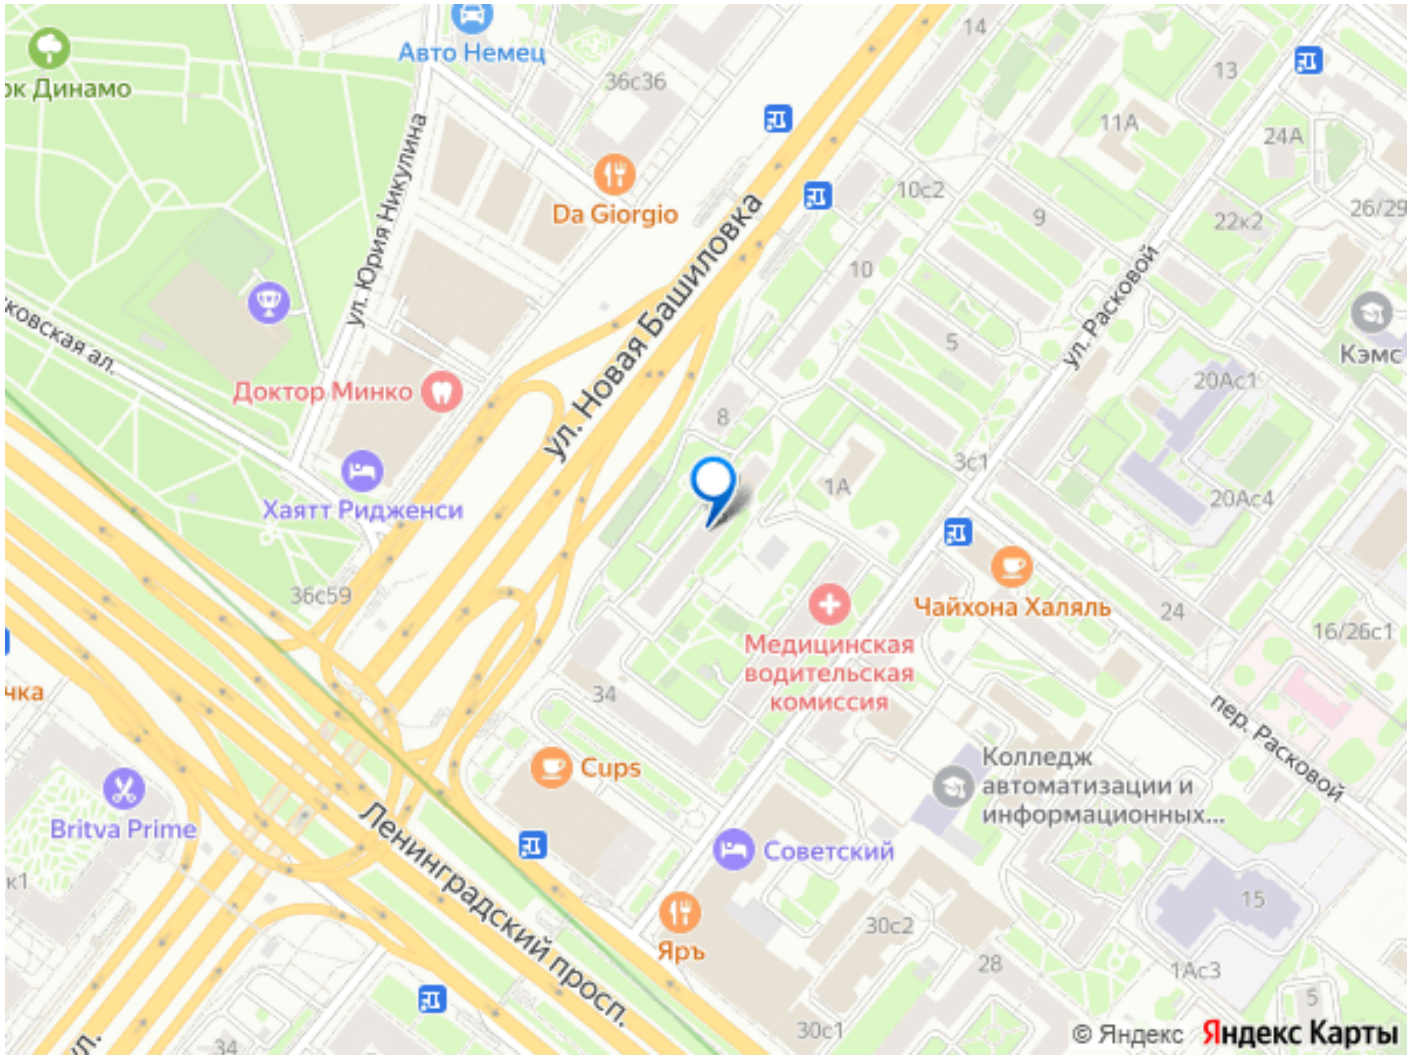 Авто Немец
14
36с36
13
ок Динамо
11А
24А
ул. Юрия Никулина
10с2
26/29
Da Giorgio
9
22к2
ул. Новая Башиловка
10
ул. Расковой
ковская ал.
5
Кэмс
Доктор Минко
20Ас1
8
3с1
1А
20Ас4
Хаятт Ридженси
36с59
Чайхона Халяль
24
16/26с1
Медицинская
водительская
комиссия
чка
34
пер. Расковой
Cups
Колледж
автоматизации и
информационных...
Britva Prime
Ленинградский просп.
Советский
к1
15
30с2
Яръ
28
1Ас3
5
30с1
34
ул.
© Яндекс Яндекс Карты